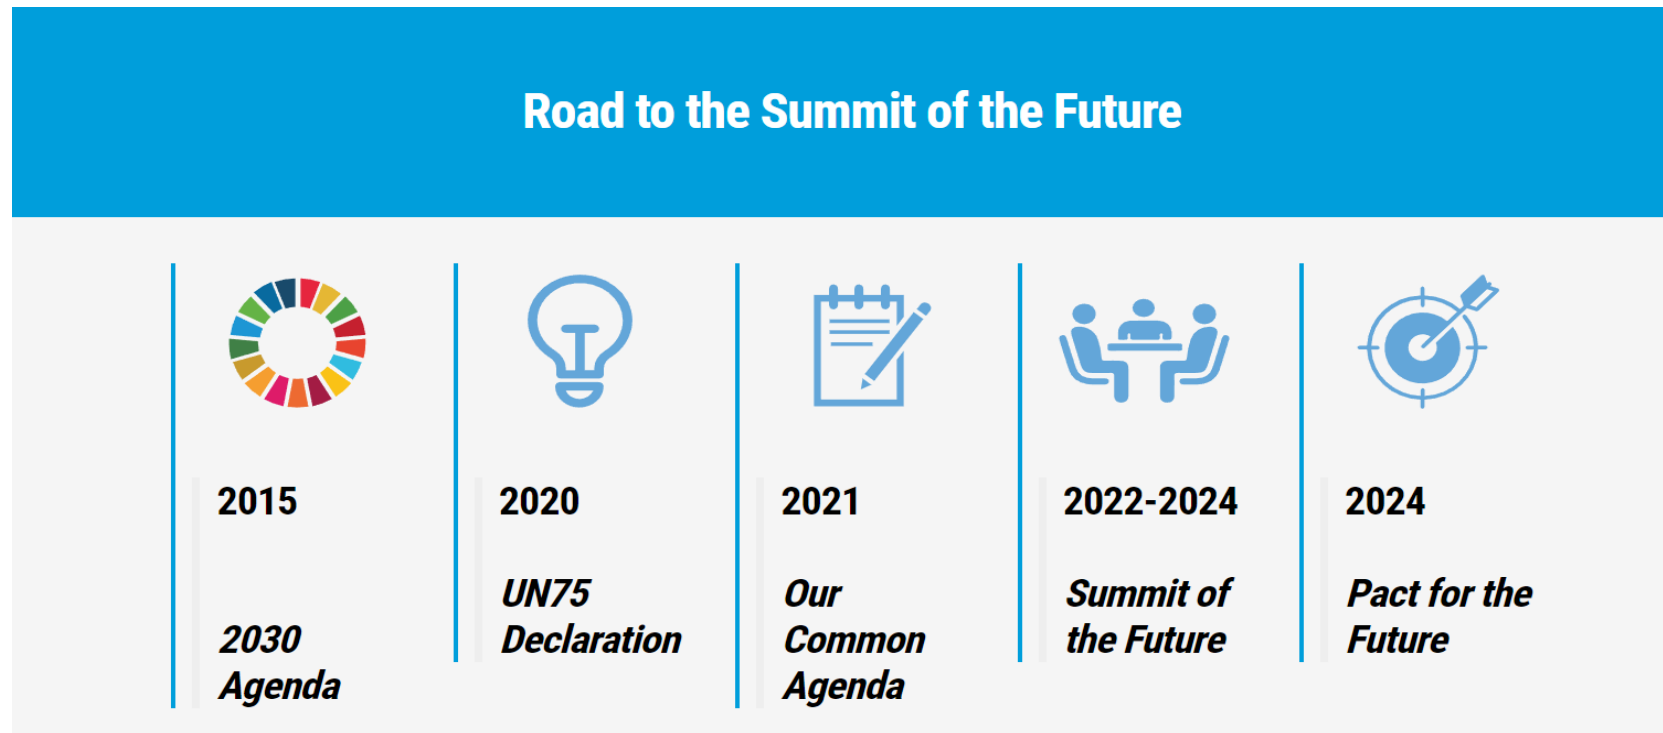 Road to the Summit of the Future
2015
2030
Agenda
2020
UN75
Declaration
2021
Our
Common
Agenda
2022-2024
Summit of
the Future
2024
Pact for the
Future